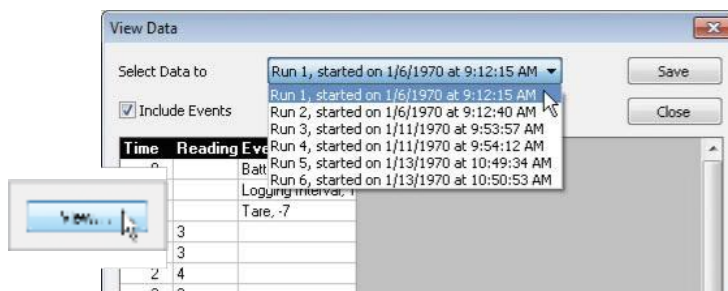 View Data
Select Data to
Run 1, started on 1/6/1970 at 9:12:15 AM
Save
Run 1, started on 1/6/1970 at 9:12:15 AM
Run 2, started on 1/6/1970 at 9:12:40 AM
Include Events
Close
Run 3, started on 1/11/1970 at 9:53:57 AM
Run 4, started on 1/11/1970 at 9:54:12 AM
Run 5, started on 1/13/1970 at 10:49:34 AM
Run 6, started on 1/13/1970 at 10:50:53 AM
Time Reading
Logging Interval,
Tare, -7
View...
3
3
2 4